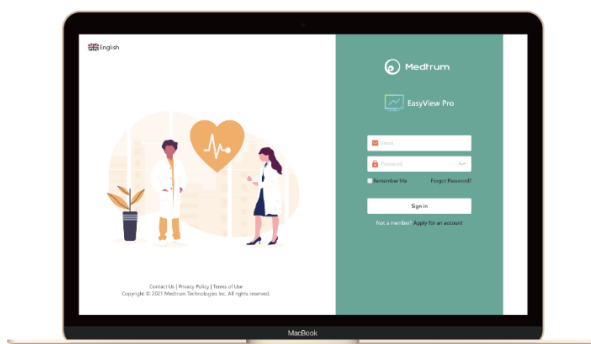 English
Medtrum
EasyView Pro
Email
Password
Remember Me Forgot Password?
Sign in
Not a member? Apply for an account
Contact Us | Privacy Policy | Terms of Use
Copyright © 2021 Medtrum Technologies Inc. All rights reserved.
MacBook